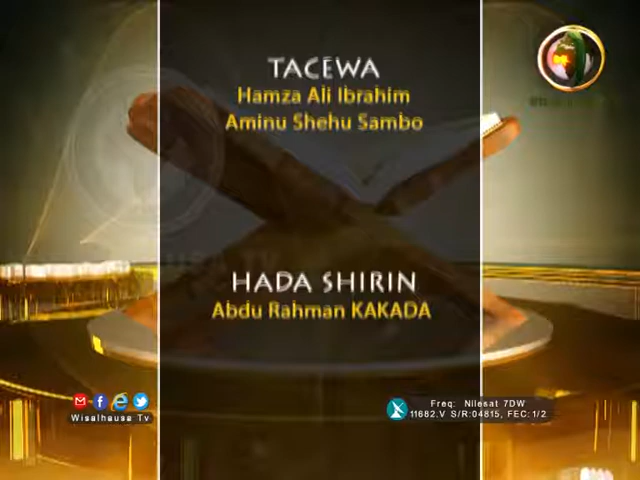 TACEWA
Hamza Ali Ibrahim
Aminu Shehu Sambo
HADA SHIRIN
Abdu Rahman KAKADA
Wisalhausa Tv
Freq: Nilesat 7DW
11682.V S/R:04815, FEC:1/2